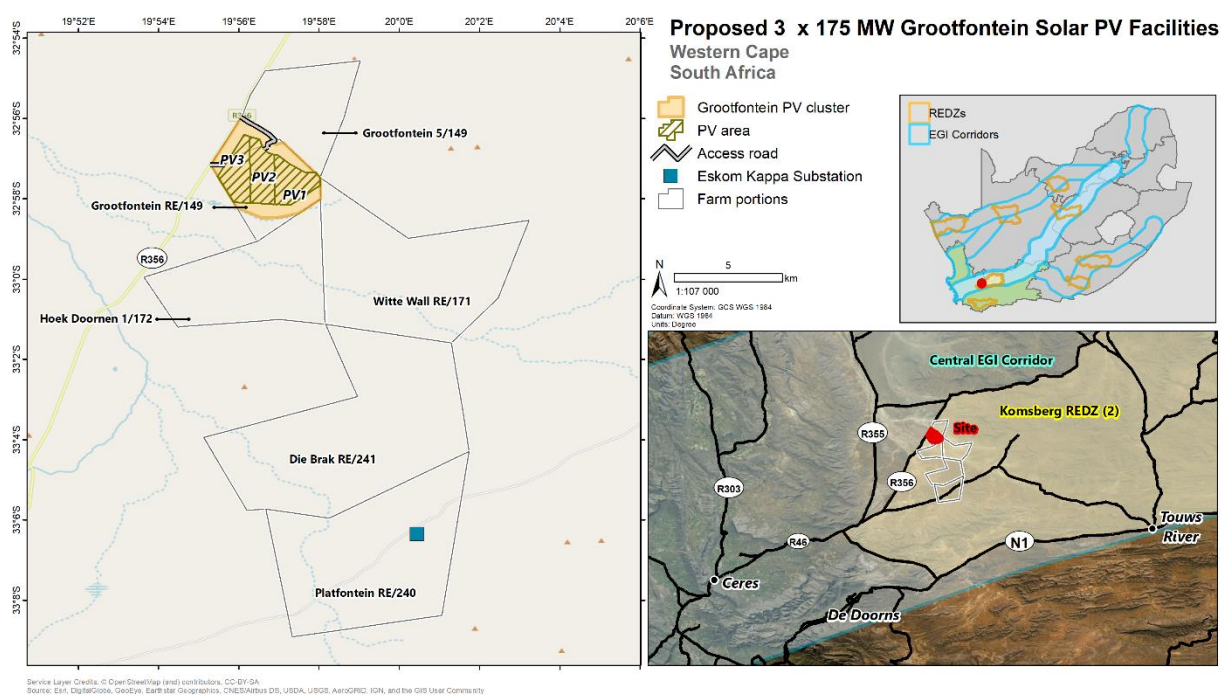 19°52'E
19°54'E
19°56'E
19°58'E
20°0'E
20°2'E
20°4'E
20°6'E
32°54'S
32°56'S
32°58'S
33°0'S
33°2'S
33°4'S
33°6'S
33°8'S
Grootfontein 5/149
PV3
PV2
PV1
Grootfontein RE/149
R356
Witte Wall RE/171
Hoek Doornen 1/172
Die Brak RE/241
Platfontein RE/240
Proposed 3 x 175 MW Grootfontein Solar PV Facilities
Western Cape
South Africa
Grootfontein PV cluster
PV area
Access road
Eskom Kappa Substation
Farm portions
N
5
km
1:107 000
Coordinate System: GCS WGS 1984
Datum: WGS 1984
Units: Degree
REDZs
EGI Corridors
Central EGI Corridor
Komsberg REDZ (2)
Site
R355
R356
R303
R46
N1
Touws
River
Ceres
De Doorns
Service Layer Credits: © OpenStreetMap (and) contributors, CC-BY-SA
Source: Esri, DigitalGlobe, GeoEye, Earthstar Geographics, CNES/Airbus DS, USDA, USGS, AeroGRID, IGN, and the GIS User Community